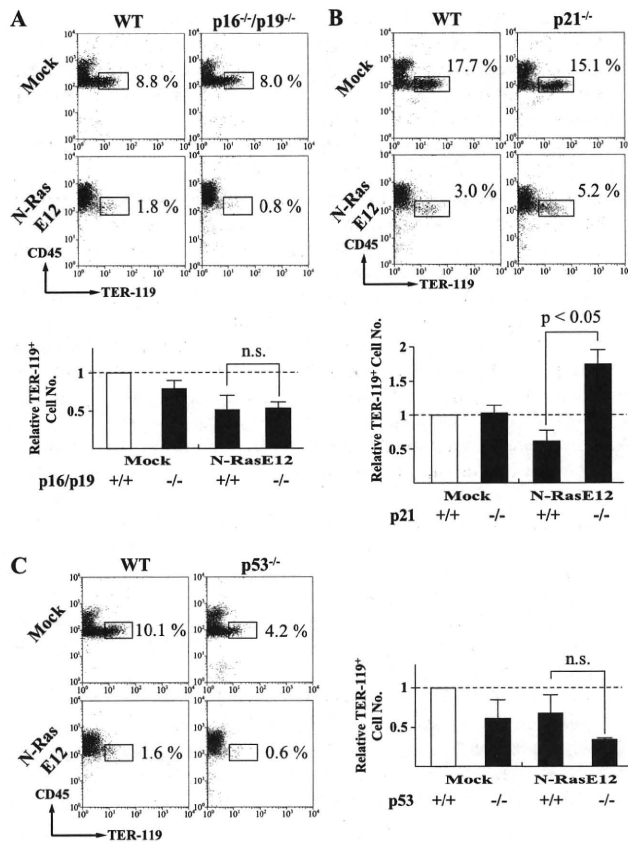 A
WT
p16-/-/p19-/-
Mock
8.8 %
8.0 %
N-Ras
E12
1.8 %
0.8 %
CD45
TER-119
Relative TER-119+
Cell No.
1
0.5
n.s.
Mock
N-RasE12
p16/p19 +/+ -/- +/+ -/-
B
WT
p21-/-
Mock
17.7 %
15.1 %
N-Ras
E12
3.0 %
5.2 %
CD45
TER-119
p < 0.05
Relative TER-119+ Cell No.
2
1.5
1
0.5
Mock
N-RasE12
p21 +/+ -/- +/+ -/-
C
WT
p53-/-
Mock
10.1 %
4.2 %
N-Ras
E12
1.6 %
0.6 %
CD45
TER-119
Relative TER-119+
Cell No.
1
0.5
n.s.
Mock
N-RasE12
p53 +/+ -/- +/+ -/-